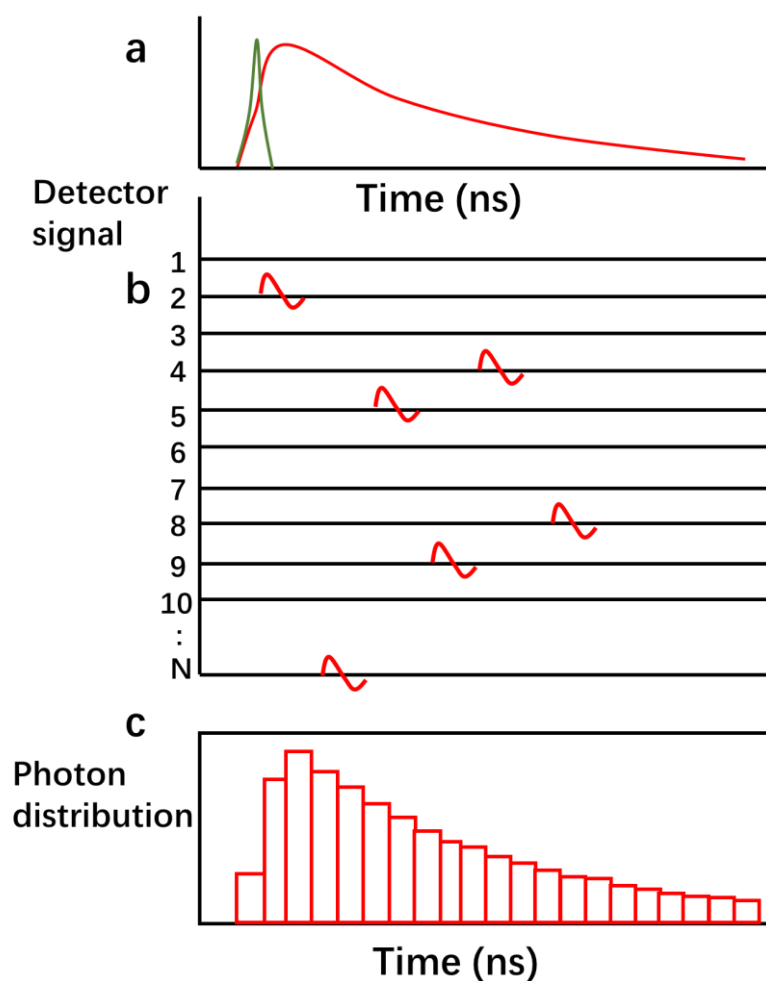 a
Time (ns)
Detector
signal
b
1
2
3
4
5
6
7
8
9
10
:
N
c
Photon
distribution
Time (ns)